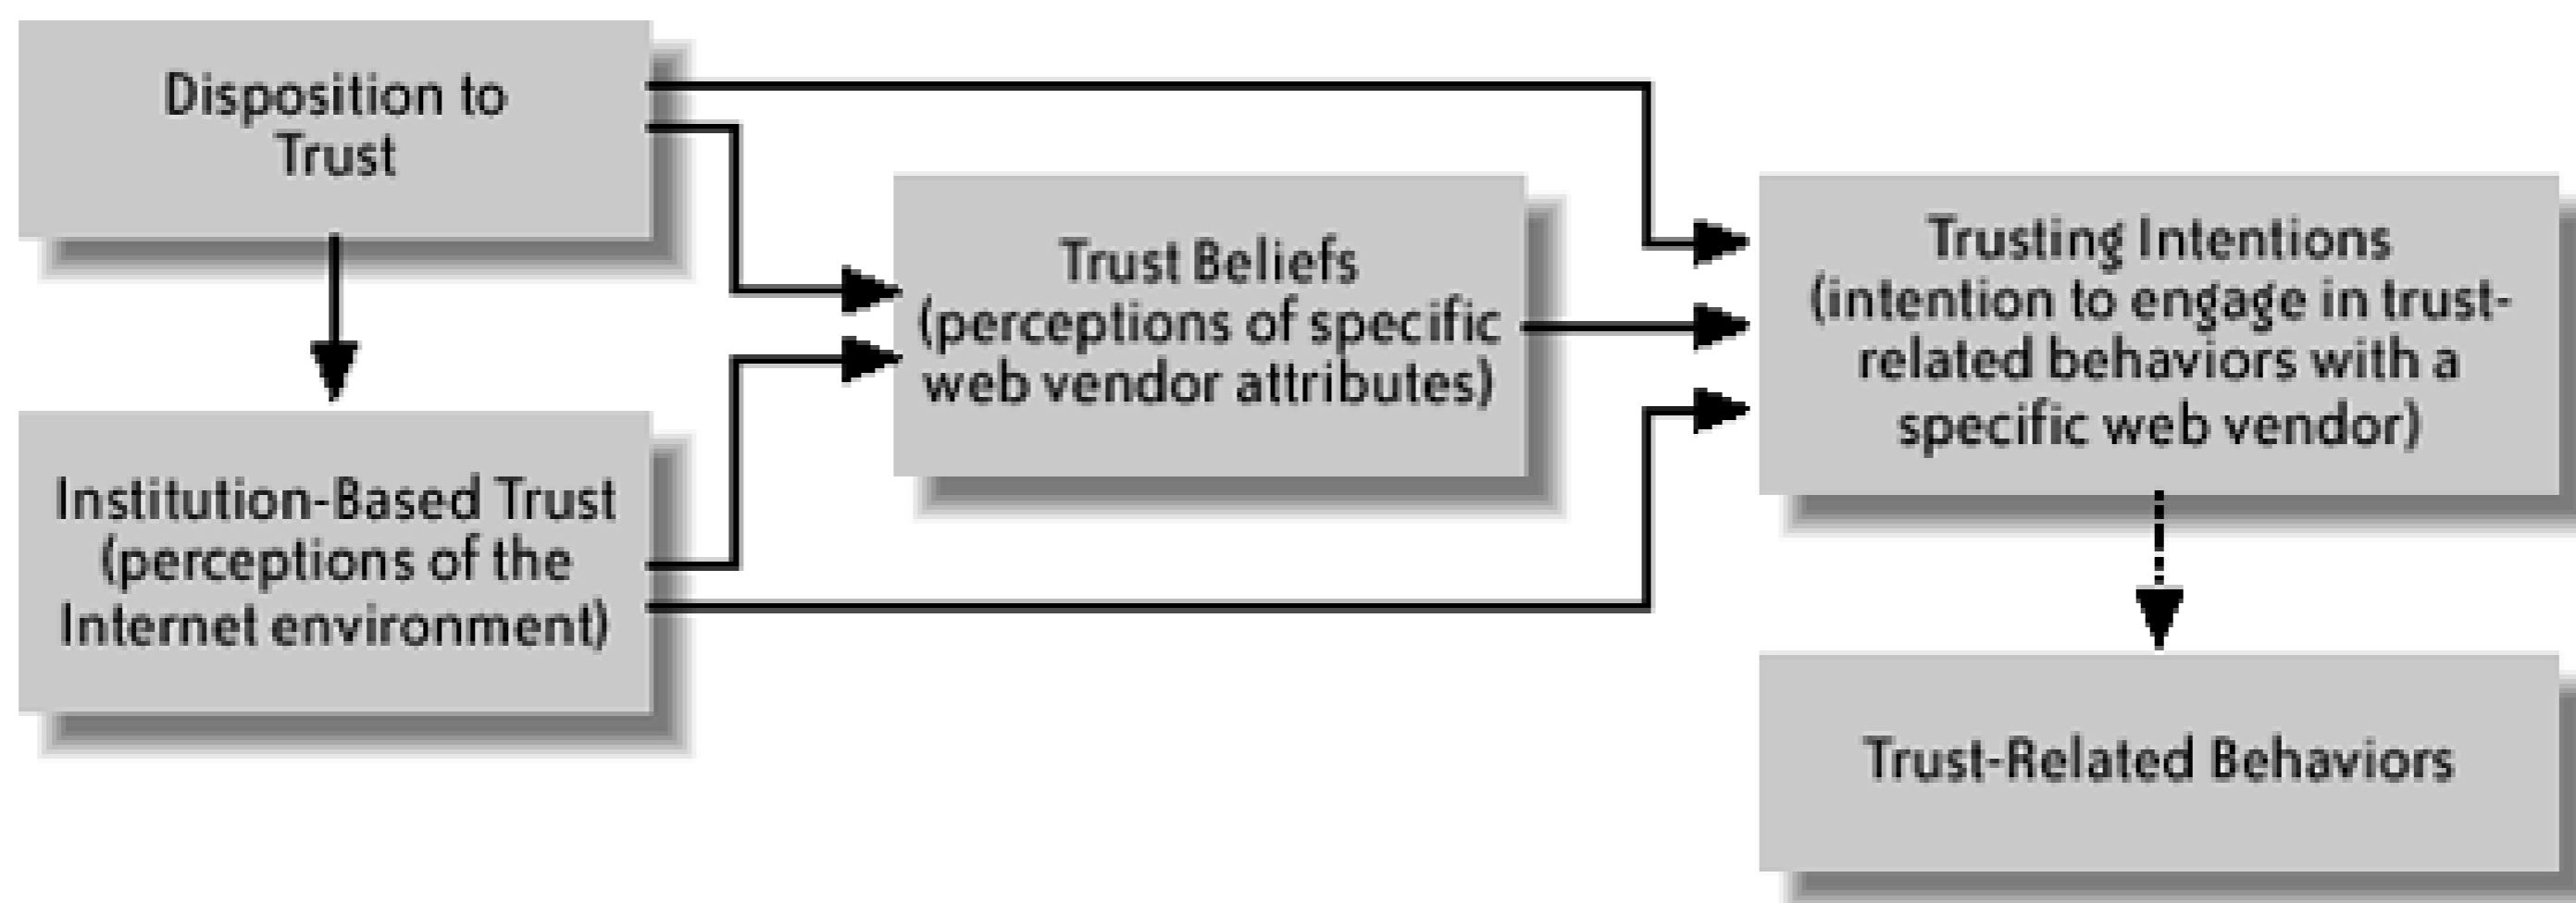 Disposition to
Trust
Trust Beliefs
(perceptions of specific
web vendor attributes)
Trusting Intentions
(intention to engage in trust-
related behaviors with a
specific web vendor)
Institution-Based Trust
(perceptions of the
Internet environment)
Trust-Related Behaviors